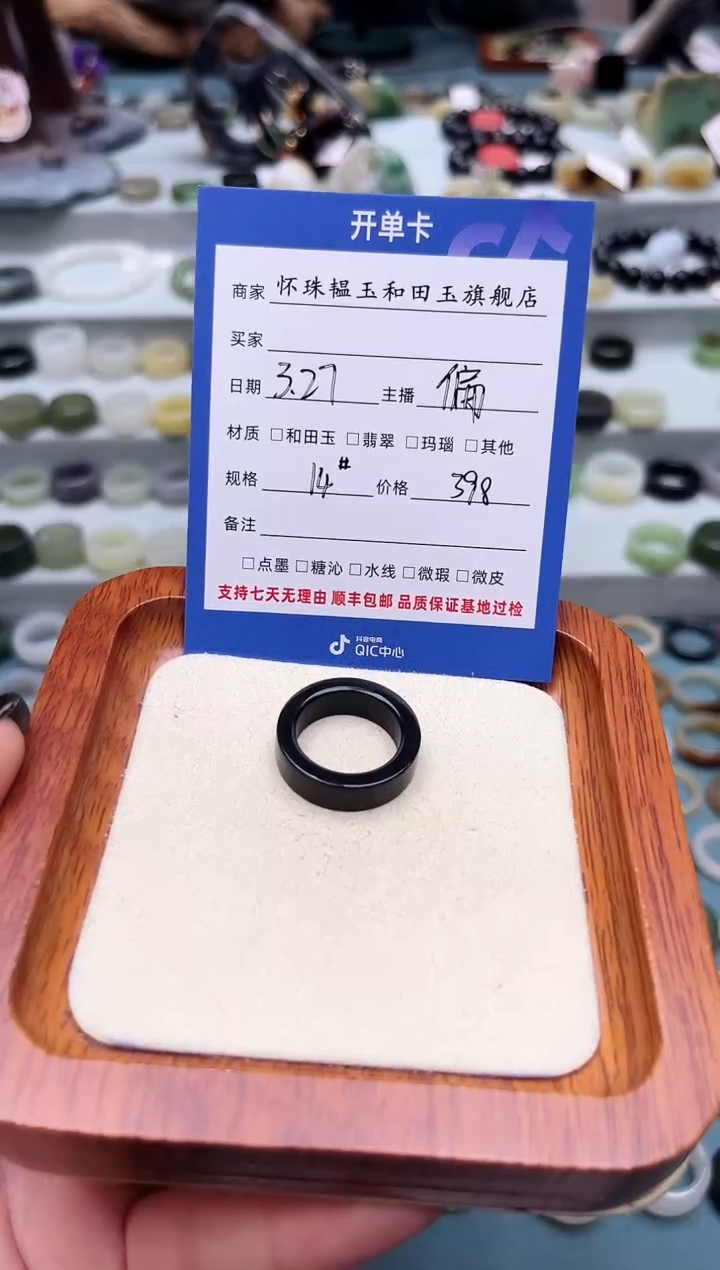 开单卡
商家 怀珠韫玉和田玉旗舰店
买家
日期 3.27 主播 偏
材质 □和田玉 □翡翠 □玛瑙 □其他
规格 14# 价格 398
备注
□点墨 □糖沁 □水线 □微瑕 □微皮
支持七天无理由 顺丰包邮 品质保证基地过检
抖音电商
QIC中心